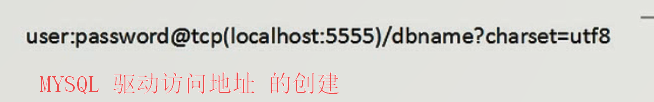 user:password@tcp(localhost:5555)/dbname?charset=utf8
MYSQL 驱动访问地址 的创建